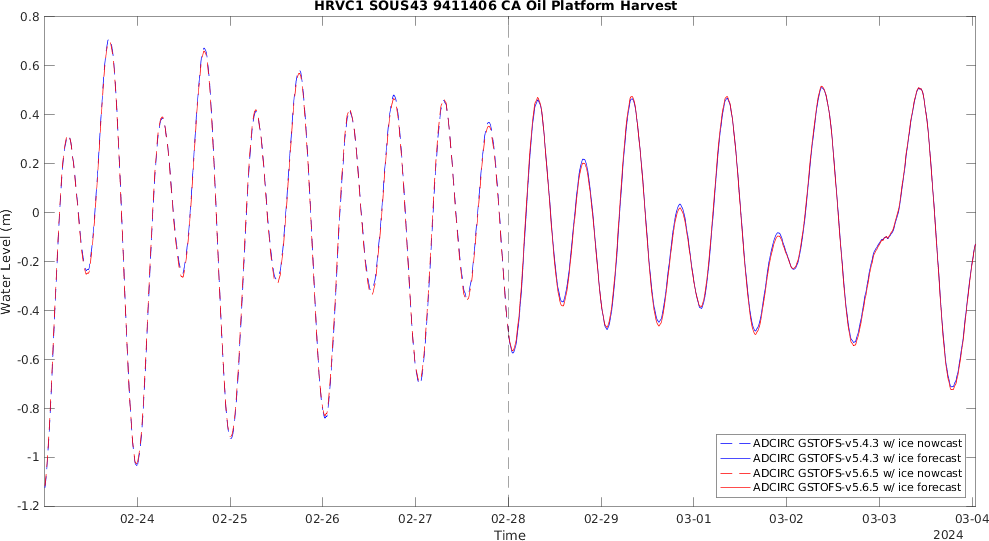 HRVC1 SOUS43 9411406 CA Oil Platform Harvest
0.8
0.6
0.4
0.2
0
-0.2
-0.4
-0.6
-0.8
-1
-1.2
Water Level (m)
ADCIRC GSTOFS-v5.4.3 w/ ice nowcast
ADCIRC GSTOFS-v5.4.3 w/ ice forecast
ADCIRC GSTOFS-v5.6.5 w/ ice nowcast
ADCIRC GSTOFS-v5.6.5 w/ ice forecast
02-24 02-25 02-26 02-27 02-28 02-29 03-01 03-02 03-03 03-04
Time
2024